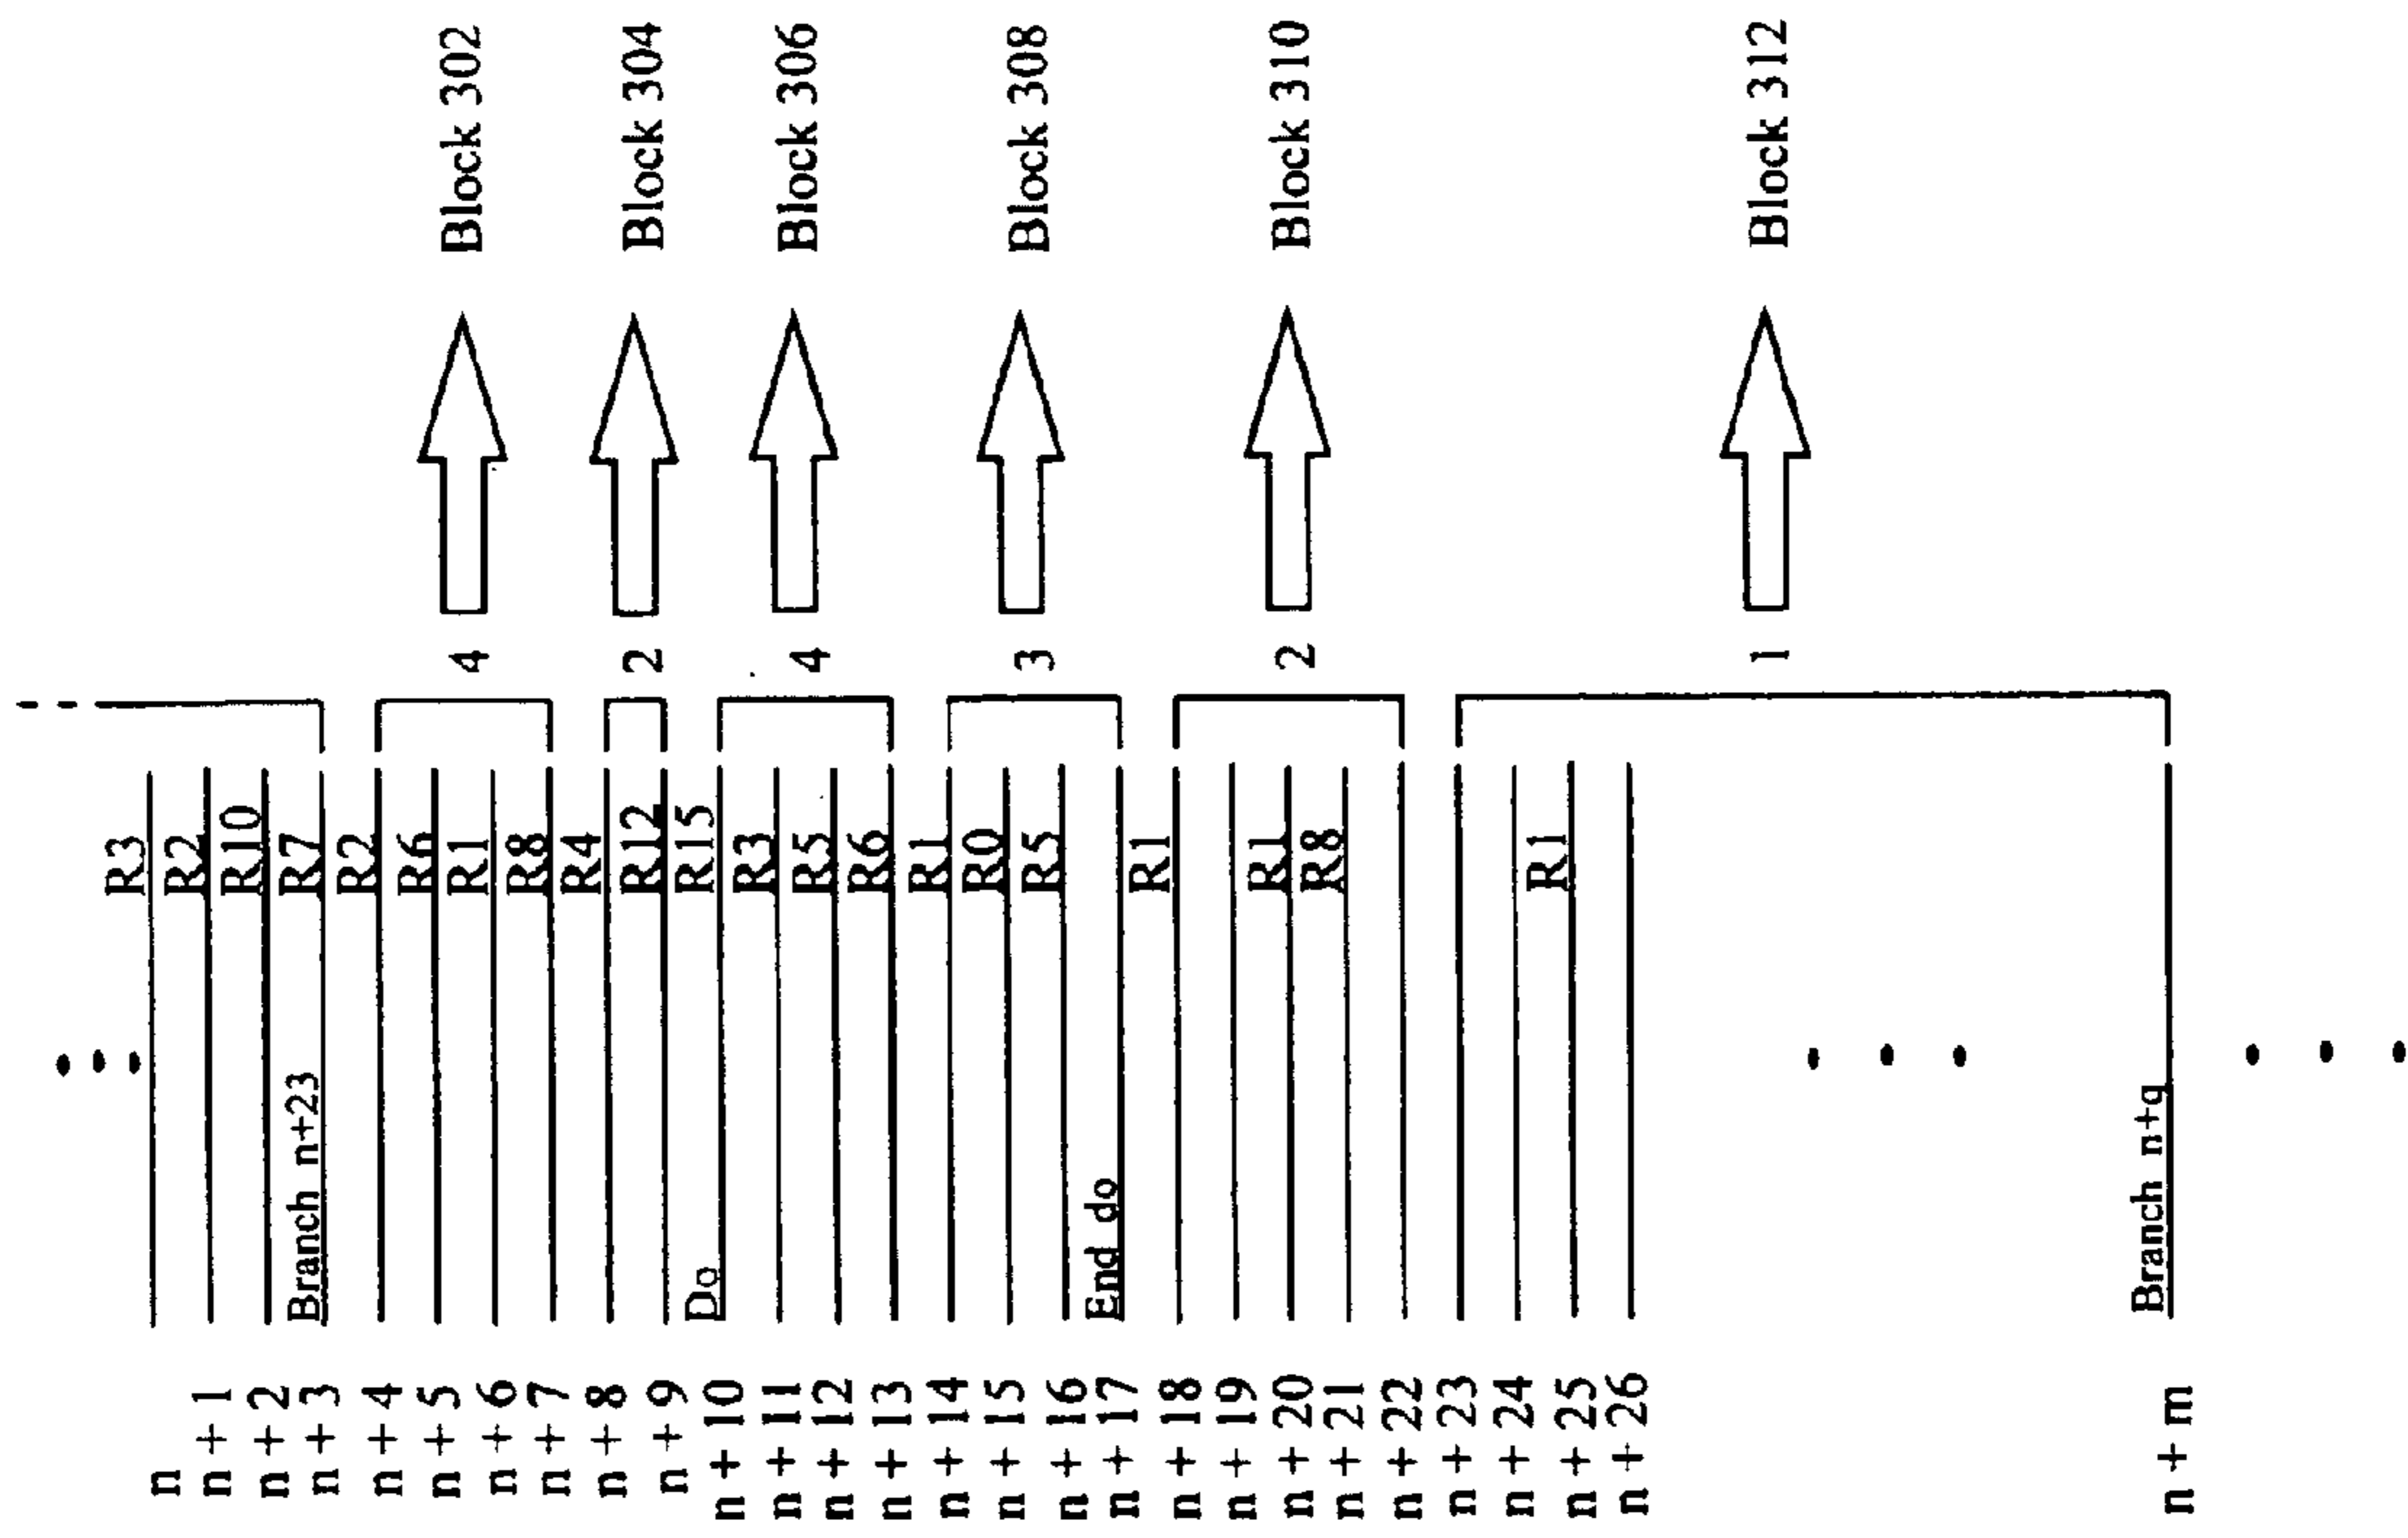 n R3
n + 1 R2
n + 2 R10
n + 3 Branch n+23 R7
n + 4 R2
n + 5 R6
4 Block 302
n + 6 R1
n + 7 R8
n + 8 R4
2 Block 304
n + 9 R12
n + 10 Do R15
n + 11 R3
4 Block 306
n + 12 R5
n + 13 R6
n + 14 R1
n + 15 R0
3 Block 308
n + 16 R5
n + 17 End do
n + 18 R1
n + 19
n + 20 R1
2 Block 310
n + 21 R8
n + 22
n + 23
n + 24
n + 25 R1
n + 26
1 Block 312
n + m Branch n+q